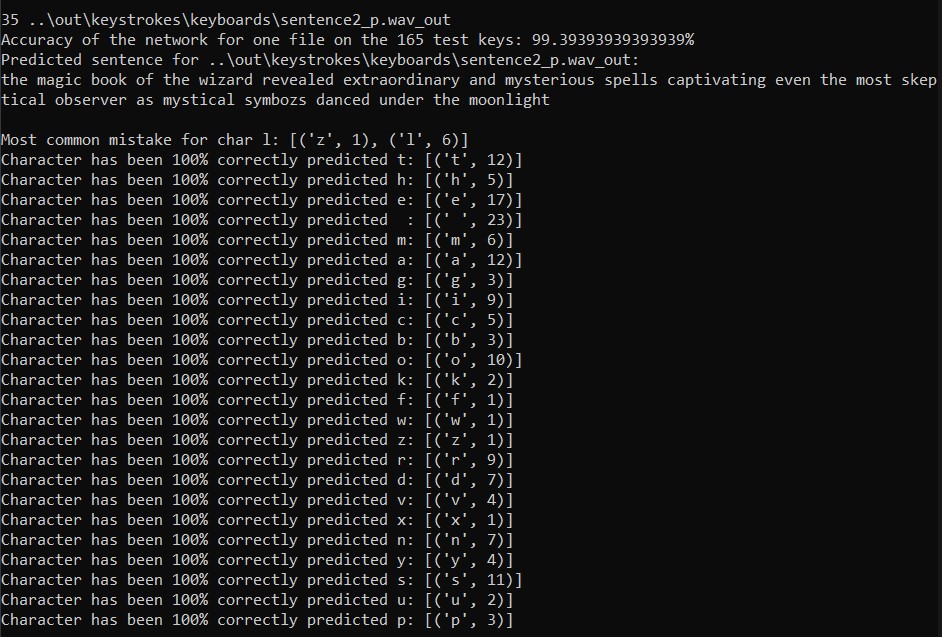 35 ..\out\keystrokes\keyboards\sentence2_p.wav_out
Accuracy of the network for one file on the 165 test keys: 99.39393939393939%
Predicted sentence for ..\out\keystrokes\keyboards\sentence2_p.wav_out:
the magic book of the wizard revealed extraordinary and mysterious spells captivating even the most skep
tical observer as mystical symbozs danced under the moonlight
Most common mistake for char l: [('z', 1), ('l', 6)]
Character has been 100% correctly predicted t: [('t', 12)]
Character has been 100% correctly predicted h: [('h', 5)]
Character has been 100% correctly predicted e: [('e', 17)]
Character has been 100% correctly predicted  : [(' ', 23)]
Character has been 100% correctly predicted m: [('m', 6)]
Character has been 100% correctly predicted a: [('a', 12)]
Character has been 100% correctly predicted g: [('g', 3)]
Character has been 100% correctly predicted i: [('i', 9)]
Character has been 100% correctly predicted c: [('c', 5)]
Character has been 100% correctly predicted b: [('b', 3)]
Character has been 100% correctly predicted o: [('o', 10)]
Character has been 100% correctly predicted k: [('k', 2)]
Character has been 100% correctly predicted f: [('f', 1)]
Character has been 100% correctly predicted w: [('w', 1)]
Character has been 100% correctly predicted z: [('z', 1)]
Character has been 100% correctly predicted r: [('r', 9)]
Character has been 100% correctly predicted d: [('d', 7)]
Character has been 100% correctly predicted v: [('v', 4)]
Character has been 100% correctly predicted x: [('x', 1)]
Character has been 100% correctly predicted n: [('n', 7)]
Character has been 100% correctly predicted y: [('y', 4)]
Character has been 100% correctly predicted s: [('s', 11)]
Character has been 100% correctly predicted u: [('u', 2)]
Character has been 100% correctly predicted p: [('p', 3)]